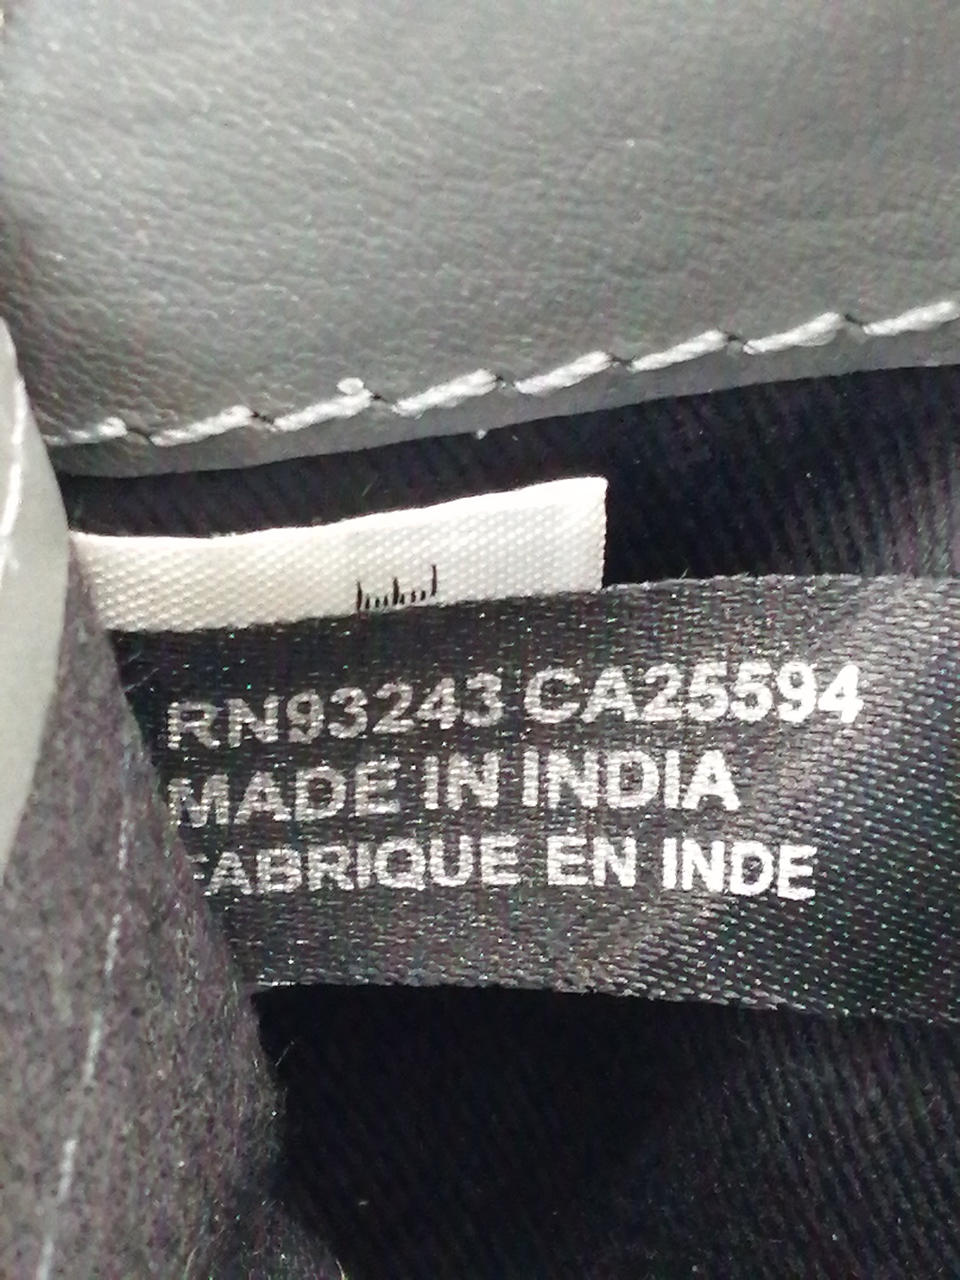 RN93243 CA25594
MADE IN INDIA
FABRIQUE EN INDE